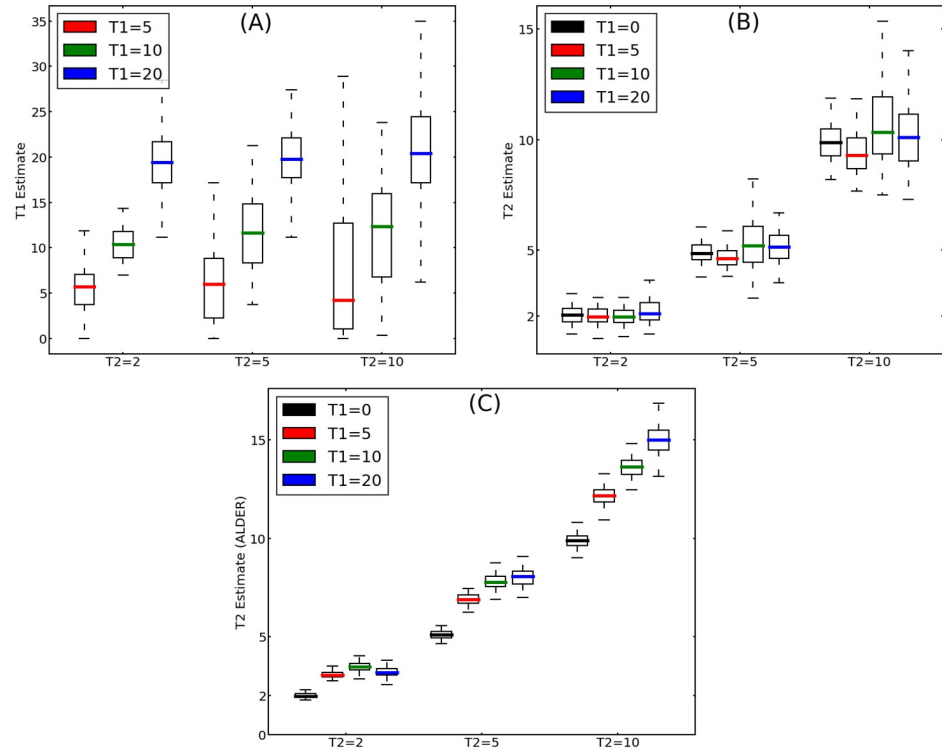 (A)
T1=5
T1=10
T1=20
T1 Estimate
35
30
25
20
15
10
5
0
T2=2
T2=5
T2=10
(B)
T1=0
T1=5
T1=10
T1=20
T2 Estimate
15
10
5
2
T2=2
T2=5
T2=10
(C)
T1=0
T1=5
T1=10
T1=20
T2 Estimate (ALDER)
15
10
5
2
0
T2=2
T2=5
T2=10